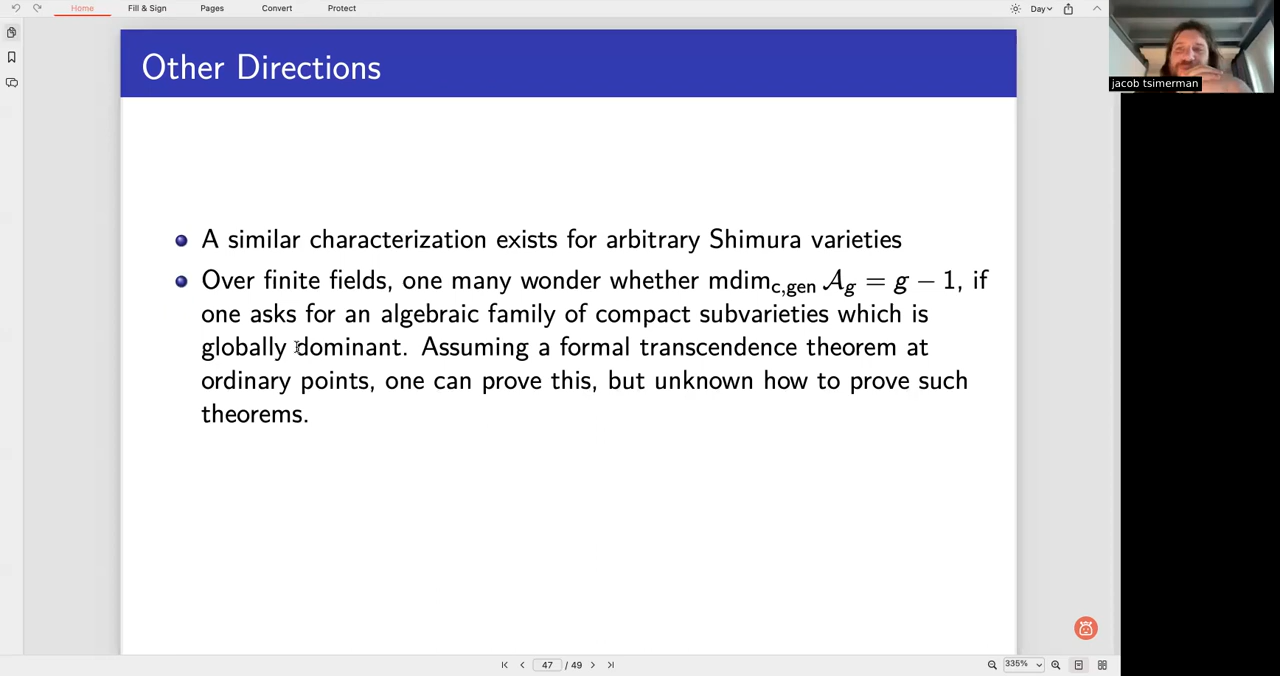 Home Fill & Sign Pages Convert Protect Day
jacob tsimerman
Other Directions
A similar characterization exists for arbitrary Shimura varieties
Over finite fields, one many wonder whether mdim_{c,gen} 𝒜_g = g − 1, if
one asks for an algebraic family of compact subvarieties which is
globally dominant. Assuming a formal transcendence theorem at
ordinary points, one can prove this, but unknown how to prove such
theorems.
47 / 49 335%